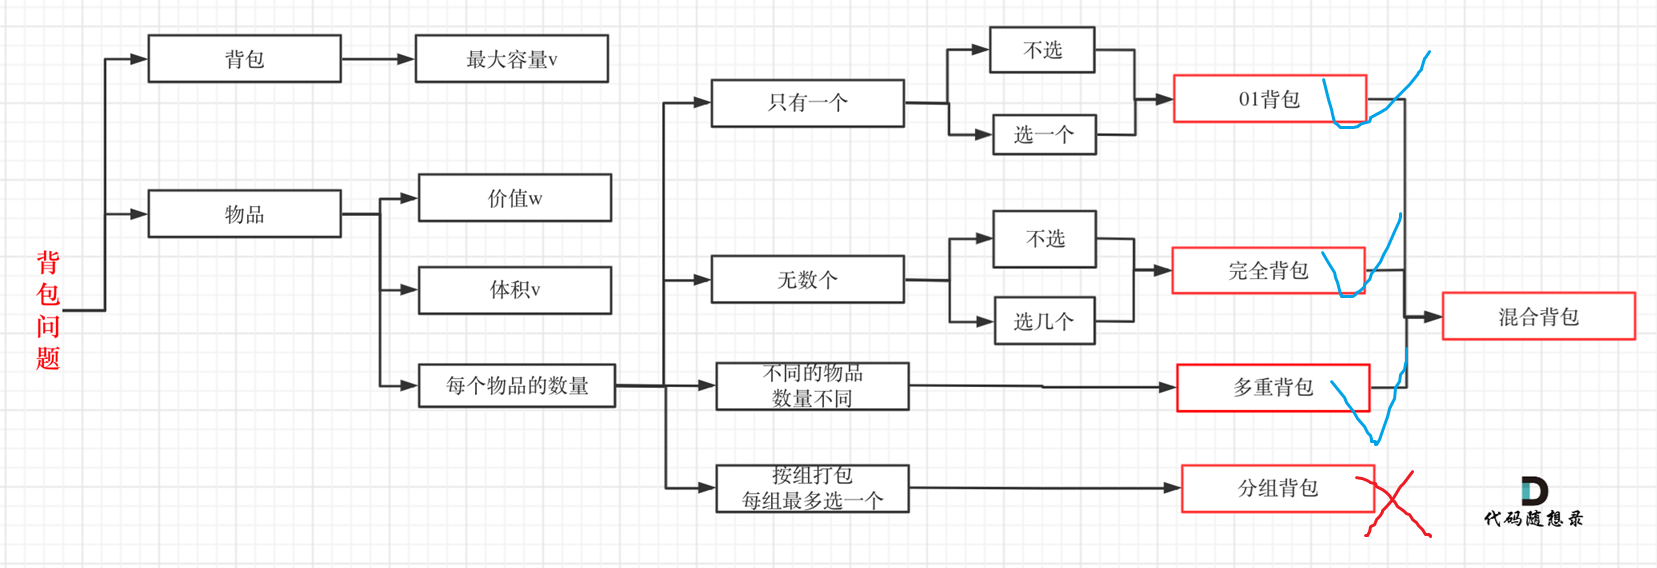 背包问题
背包
最大容量v
物品
价值w
体积v
每个物品的数量
只有一个
不选
选一个
01背包
无数个
不选
选几个
完全背包
不同的物品
数量不同
多重背包
混合背包
按组打包
每组最多选一个
分组背包
代码随想录